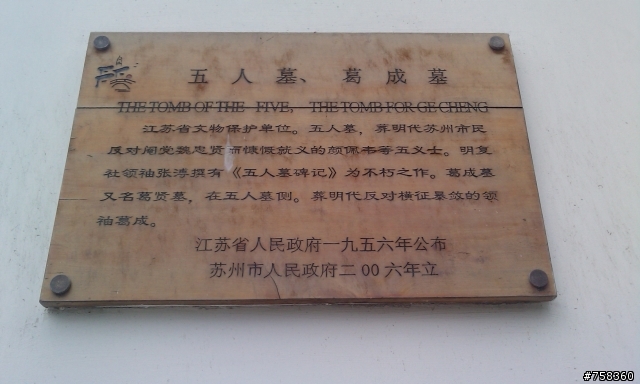 五人墓、葛成墓
THE TOMB OF THE FIVE, THE TOMB FOR GE CHENG
江苏省文物保护单位。五人墓，葬明代苏州市民
反对阉党魏忠贤而慷慨就义的颜佩韦等五义士。明复
社领袖张溥撰有《五人墓碑记》为不朽之作。葛成墓
又名葛贤墓，在五人墓侧。葬明代反对横征暴敛的领
袖葛成。
江苏省人民政府一九五六年公布
苏州市人民政府二00六年立
#758360